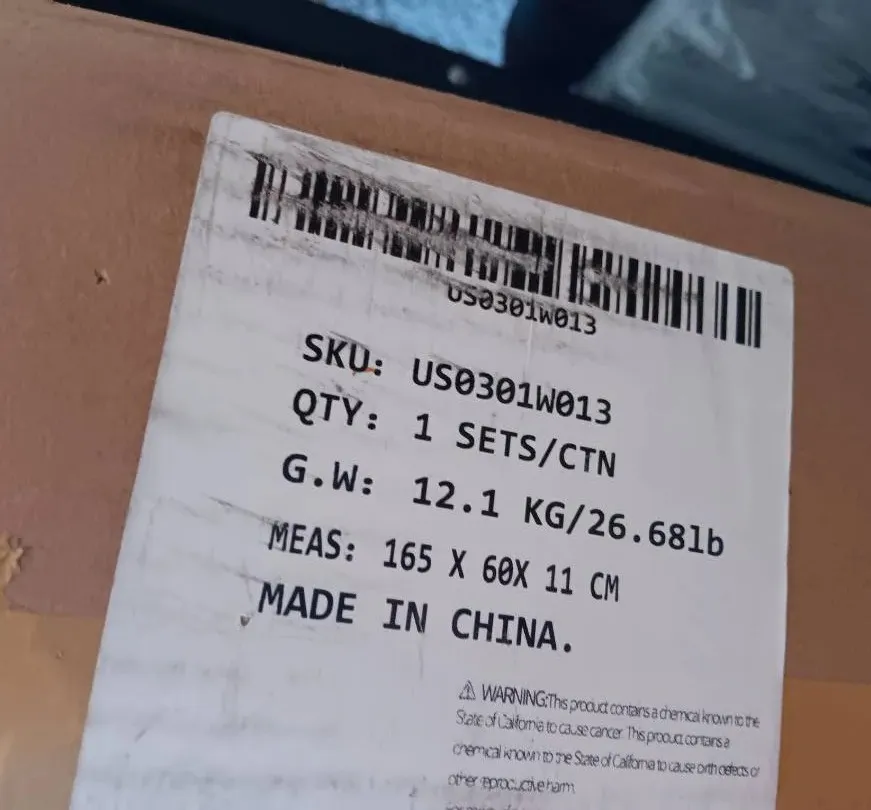 US0301W013
SKU: US0301W013
QTY: 1 SETS/CTN
G.W: 12.1 KG/26.68lb
MEAS: 165 X 60X 11 CM
MADE IN CHINA.
⚠ WARNING:This product contains a chemical known to the
State of California to cause cancer. This product contains a
chemical known to the State of California to cause birth defects or
other reproductive harm.